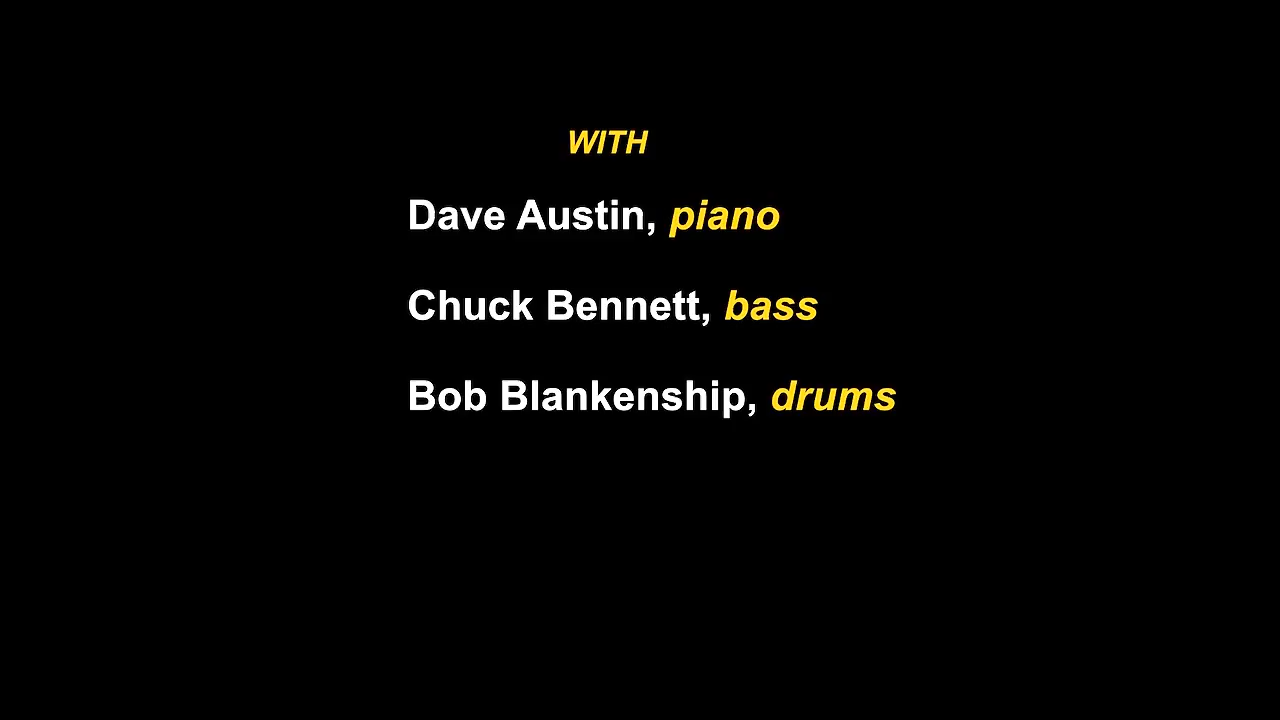 WITH
Dave Austin, piano
Chuck Bennett, bass
Bob Blankenship, drums